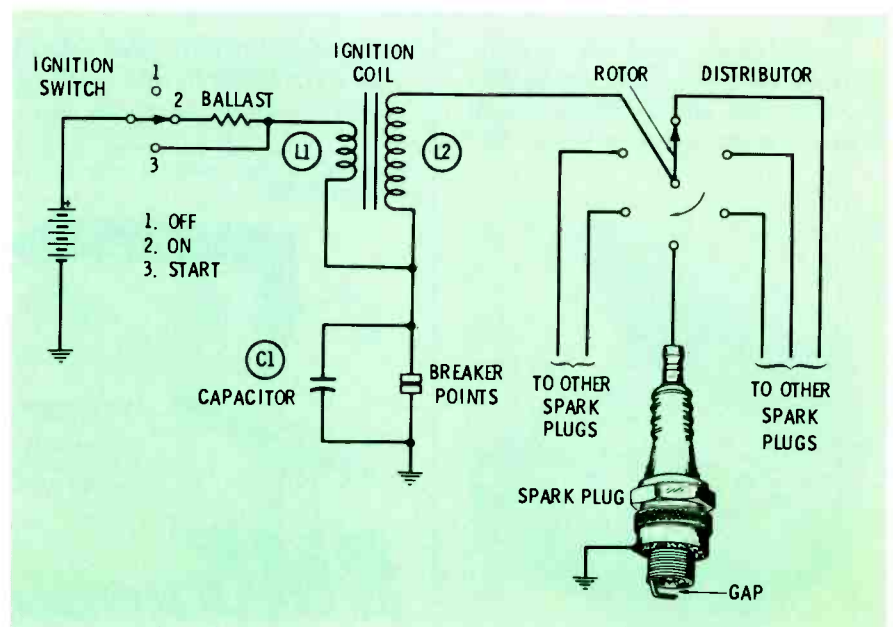 IGNITION
SWITCH
1
2
3
BALLAST
IGNITION
COIL
L1
L2
ROTOR
DISTRIBUTOR
+
1. OFF
2. ON
3. START
C1
CAPACITOR
BREAKER
POINTS
TO OTHER
SPARK
PLUGS
TO OTHER
SPARK
PLUGS
SPARK PLUG
GAP